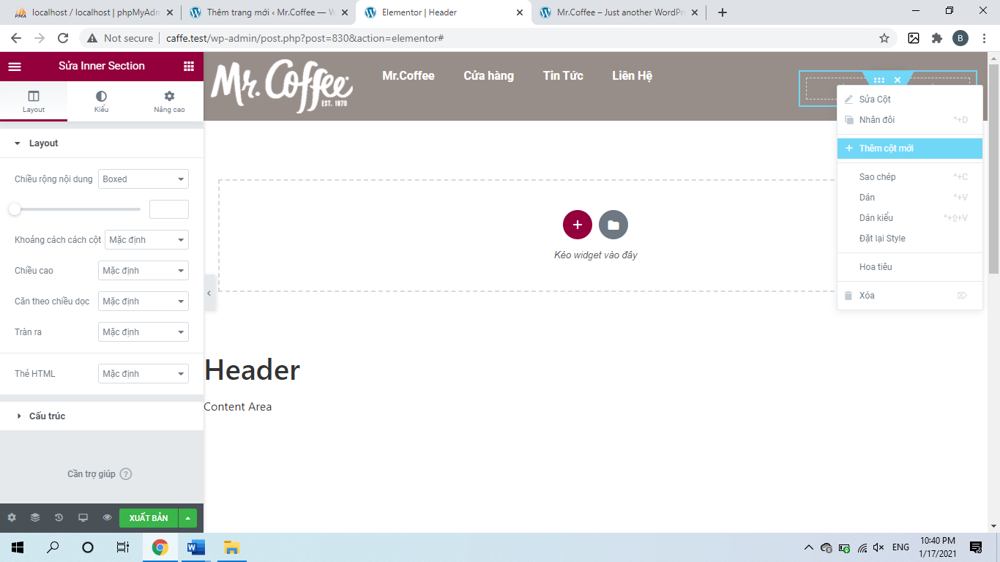 localhost / localhost | phpMyAdm
Thêm trang mới ‹ Mr.Coffee — W
Elementor | Header
Mr.Coffee – Just another WordPre
Not secure
caffe.test/wp-admin/post.php?post=830&action=elementor#
B
Sửa Inner Section
Layout
Kiểu
Nâng cao
Layout
Chiều rộng nội dung
Boxed
Khoảng cách cách cột
Mặc định
Chiều cao
Mặc định
Căn theo chiều dọc
Mặc định
Tràn ra
Mặc định
Thẻ HTML
Mặc định
Cấu trúc
Cần trợ giúp
XUẤT BẢN
Mr. Coffee
EST. 1970
Mr.Coffee
Cửa hàng
Tin Tức
Liên Hệ
Sửa Cột
Nhân đôi ^+D
Thêm cột mới
Sao chép ^+C
Dán ^+V
Dán kiểu ^+⇧+V
Đặt lại Style
Hoa tiêu
Xóa ⌦
Kéo widget vào đây
Header
Content Area
ENG
10:40 PM
1/17/2021